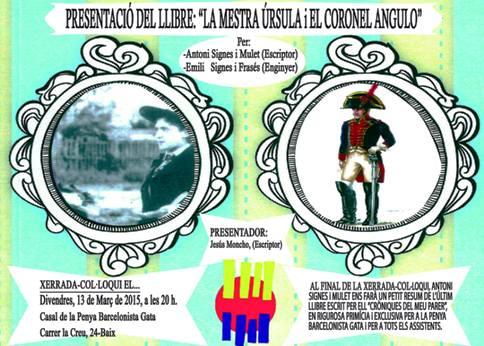 PRESENTACIÓ DEL LLIBRE: "LA MESTRA ÚRSULA i EL CORONEL ANGULO"
Per:
-Antoni Signes i Mulet (Escriptor)
-Emili Signes i Frasés (Enginyer)
PRESENTADOR:
Jesús Moncho, (Escriptor)
XERRADA-COL·LOQUI EL...
Divendres, 13 de Març de 2015, a les 20 h.
Casal de la Penya Barcelonista Gata
Carrer la Creu, 24-Baix
AL FINAL DE LA XERRADA-COL·LOQUI, ANTONI
SIGNES I MULET ENS FARÀ UN PETIT RESUM DE L'ÚLTIM
LLIBRE ESCRIT PER ELL "CRÒNIQUES DEL MEU PARER",
EN RIGUROSA PRIMÍCIA I EXCLUSIVA PER A LA PENYA
BARCELONISTA GATA I PER A TOTS ELS ASSISTENTS.